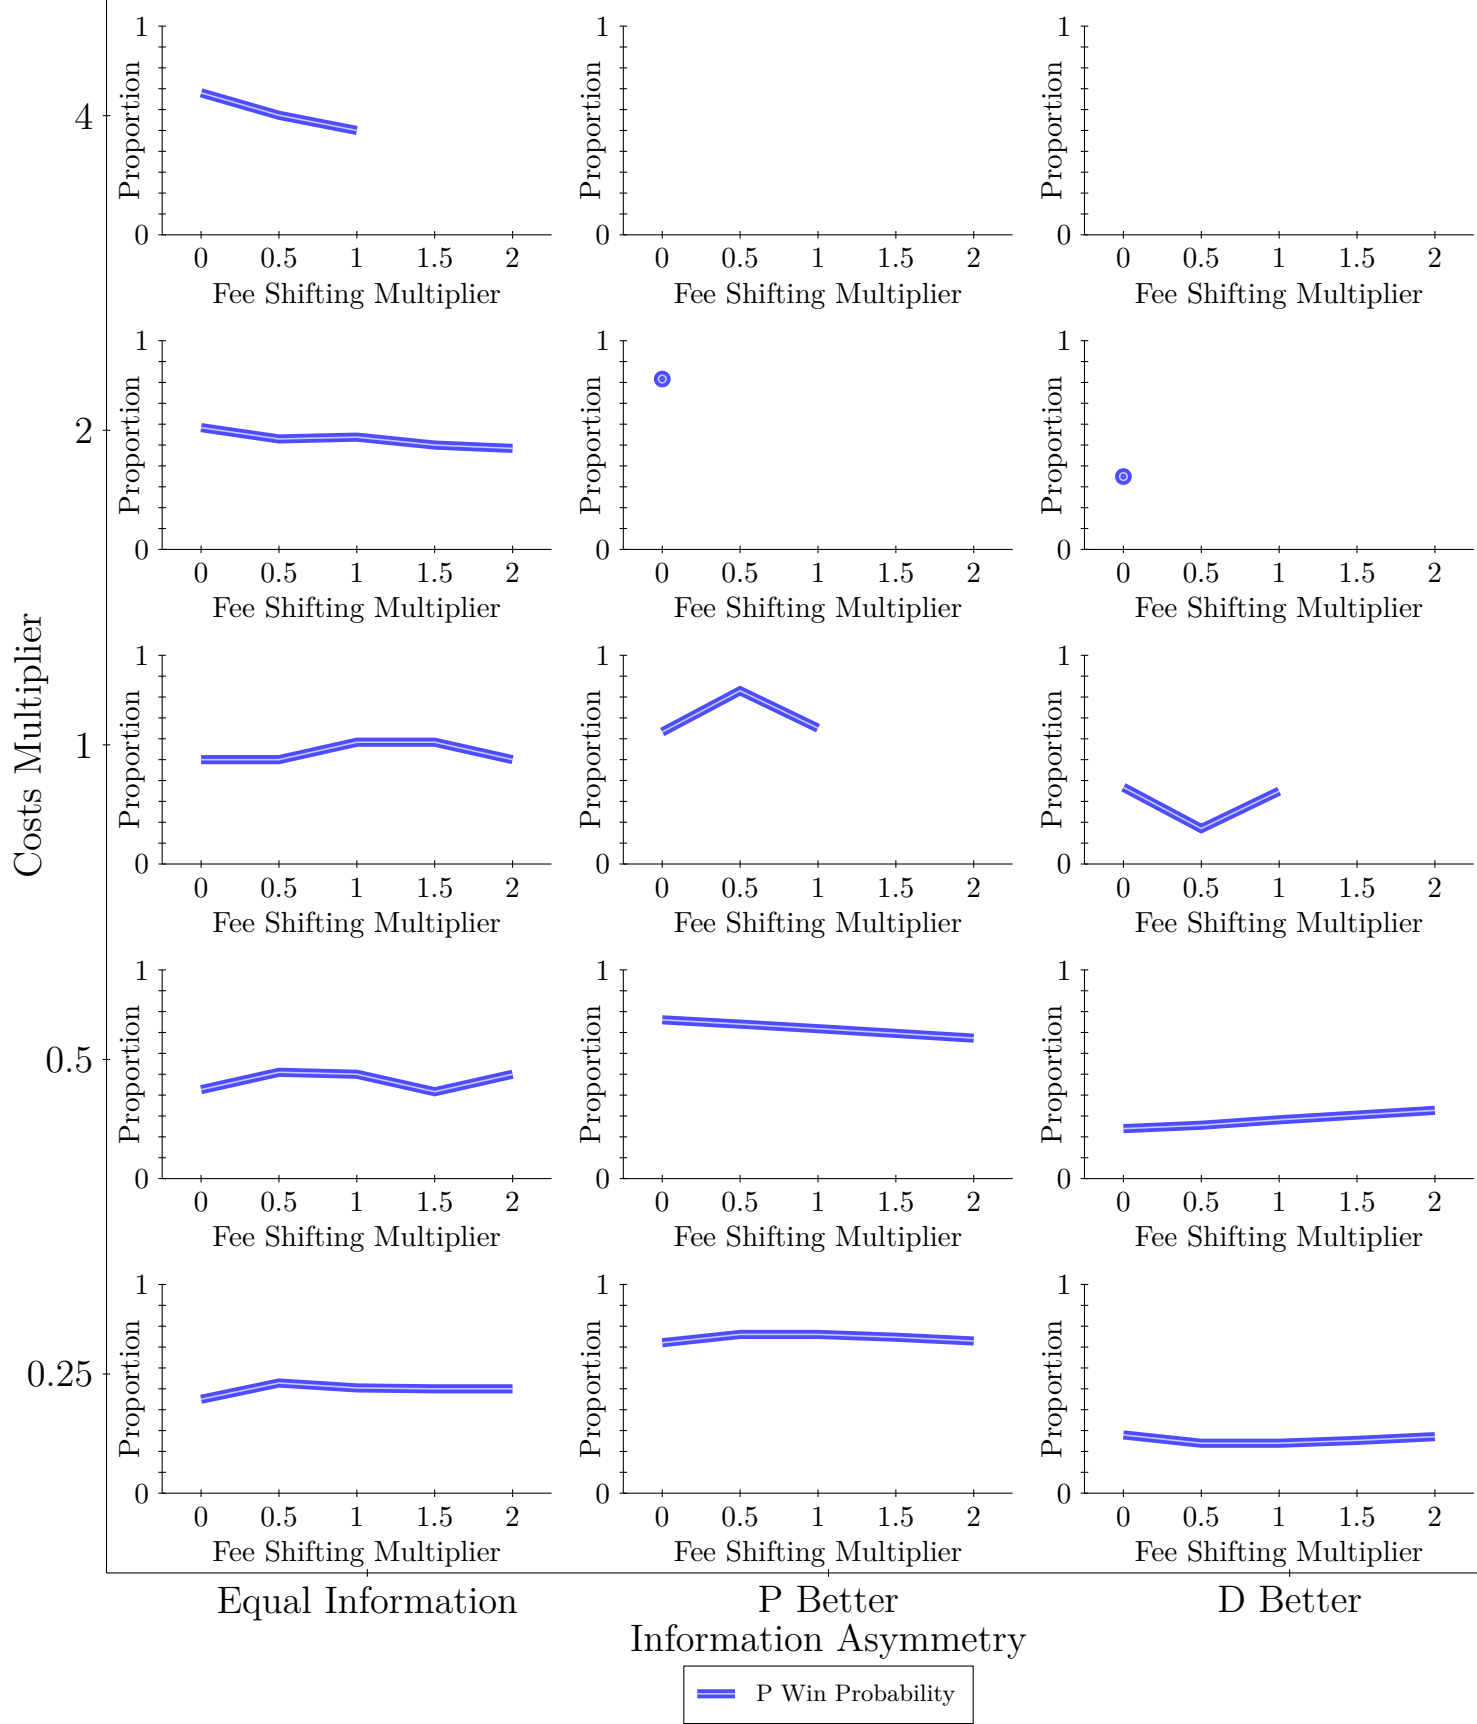 Costs Multiplier
4
1
Proportion
0
0 0.5 1 1.5 2
Fee Shifting Multiplier
1
Proportion
0
0 0.5 1 1.5 2
Fee Shifting Multiplier
1
Proportion
0
0 0.5 1 1.5 2
Fee Shifting Multiplier
2
1
Proportion
0
0 0.5 1 1.5 2
Fee Shifting Multiplier
1
Proportion
0
0 0.5 1 1.5 2
Fee Shifting Multiplier
1
Proportion
0
0 0.5 1 1.5 2
Fee Shifting Multiplier
1
1
Proportion
0
0 0.5 1 1.5 2
Fee Shifting Multiplier
1
Proportion
0
0 0.5 1 1.5 2
Fee Shifting Multiplier
1
Proportion
0
0 0.5 1 1.5 2
Fee Shifting Multiplier
0.5
1
Proportion
0
0 0.5 1 1.5 2
Fee Shifting Multiplier
1
Proportion
0
0 0.5 1 1.5 2
Fee Shifting Multiplier
1
Proportion
0
0 0.5 1 1.5 2
Fee Shifting Multiplier
0.25
1
Proportion
0
0 0.5 1 1.5 2
Fee Shifting Multiplier
1
Proportion
0
0 0.5 1 1.5 2
Fee Shifting Multiplier
1
Proportion
0
0 0.5 1 1.5 2
Fee Shifting Multiplier
Equal Information
P Better
D Better
Information Asymmetry
P Win Probability